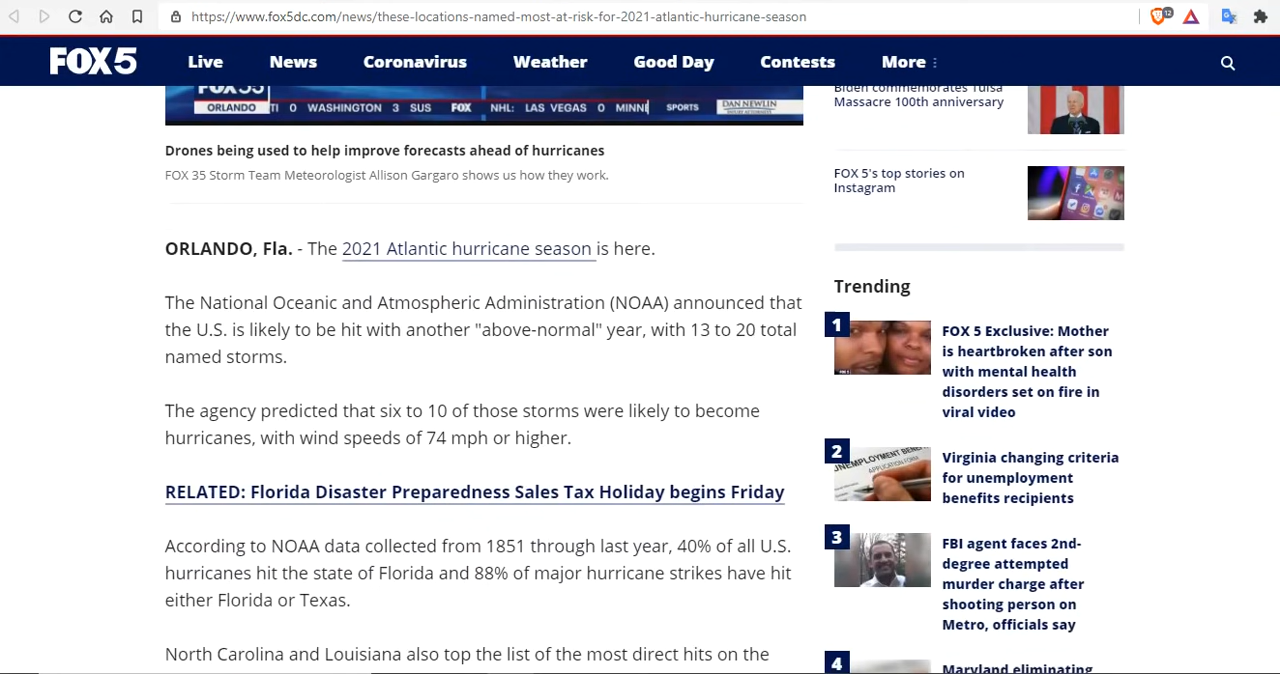 https://www.fox5dc.com/news/these-locations-named-most-at-risk-for-2021-atlantic-hurricane-season
12
FOX5
Live
News
Coronavirus
Weather
Good Day
Contests
More
FOX35
ORLANDO TI 0 WASHINGTON 3 SUS FOX NHL: LAS VEGAS 0 MINNE SPORTS DAN NEWLIN
Drones being used to help improve forecasts ahead of hurricanes
FOX 35 Storm Team Meteorologist Allison Gargaro shows us how they work.
ORLANDO, Fla. - The 2021 Atlantic hurricane season is here.
The National Oceanic and Atmospheric Administration (NOAA) announced that
the U.S. is likely to be hit with another "above-normal" year, with 13 to 20 total
named storms.
The agency predicted that six to 10 of those storms were likely to become
hurricanes, with wind speeds of 74 mph or higher.
RELATED: Florida Disaster Preparedness Sales Tax Holiday begins Friday
According to NOAA data collected from 1851 through last year, 40% of all U.S.
hurricanes hit the state of Florida and 88% of major hurricane strikes have hit
either Florida or Texas.
North Carolina and Louisiana also top the list of the most direct hits on the
Biden commemorates Tulsa
Massacre 100th anniversary
FOX 5's top stories on
Instagram
Trending
1
FOX 5 Exclusive: Mother
is heartbroken after son
with mental health
disorders set on fire in
viral video
2
UNEMPLOYMENT BENEFI
APPLICATION FORM
Virginia changing criteria
for unemployment
benefits recipients
3
FBI agent faces 2nd-
degree attempted
murder charge after
shooting person on
Metro, officials say
4
Maryland eliminating